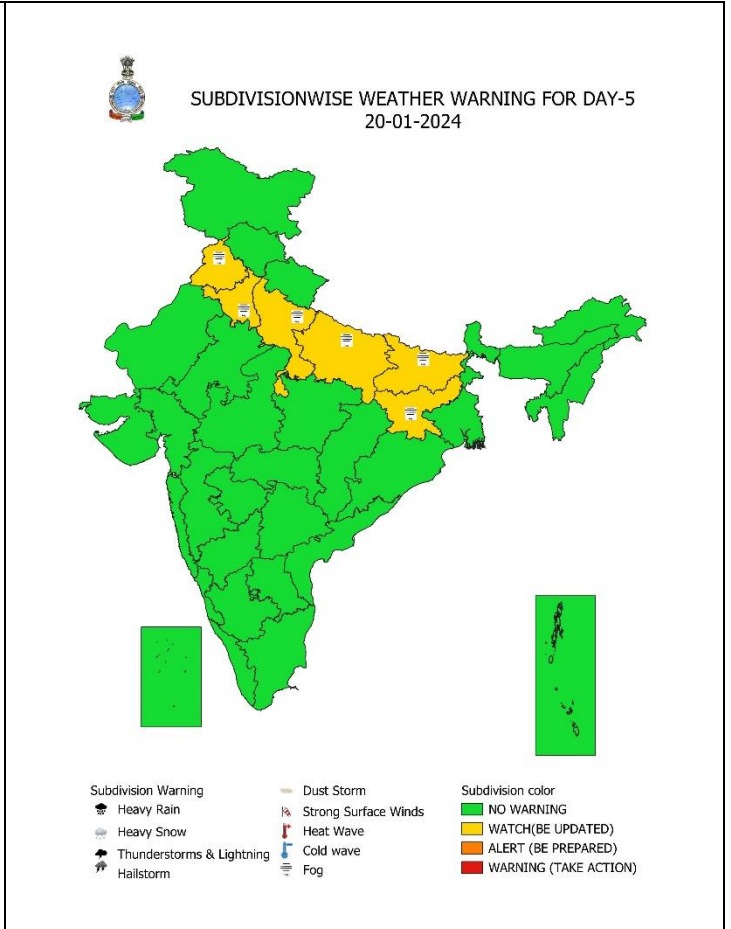 SUBDIVISIONWISE WEATHER WARNING FOR DAY-5
20-01-2024
Subdivision Warning
Heavy Rain
Heavy Snow
Thunderstorms & Lightning
Hailstorm
Dust Storm
Strong Surface Winds
Heat Wave
Cold wave
Fog
Subdivision color
NO WARNING
WATCH(BE UPDATED)
ALERT (BE PREPARED)
WARNING (TAKE ACTION)